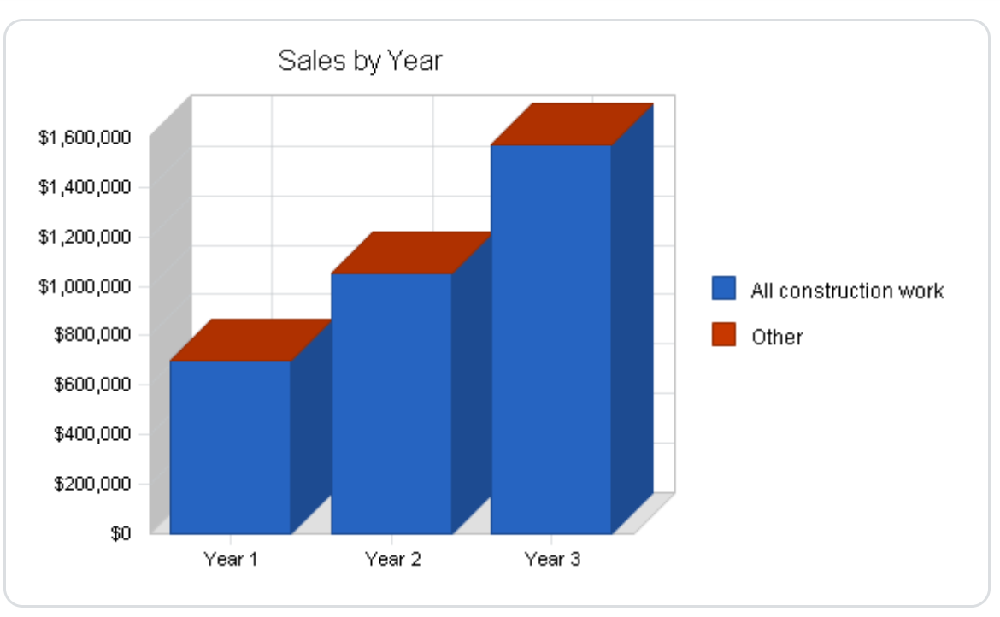 Sales by Year
$1,600,000
$1,400,000
$1,200,000
$1,000,000
$800,000
$600,000
$400,000
$200,000
$0
Year 1
Year 2
Year 3
All construction work
Other